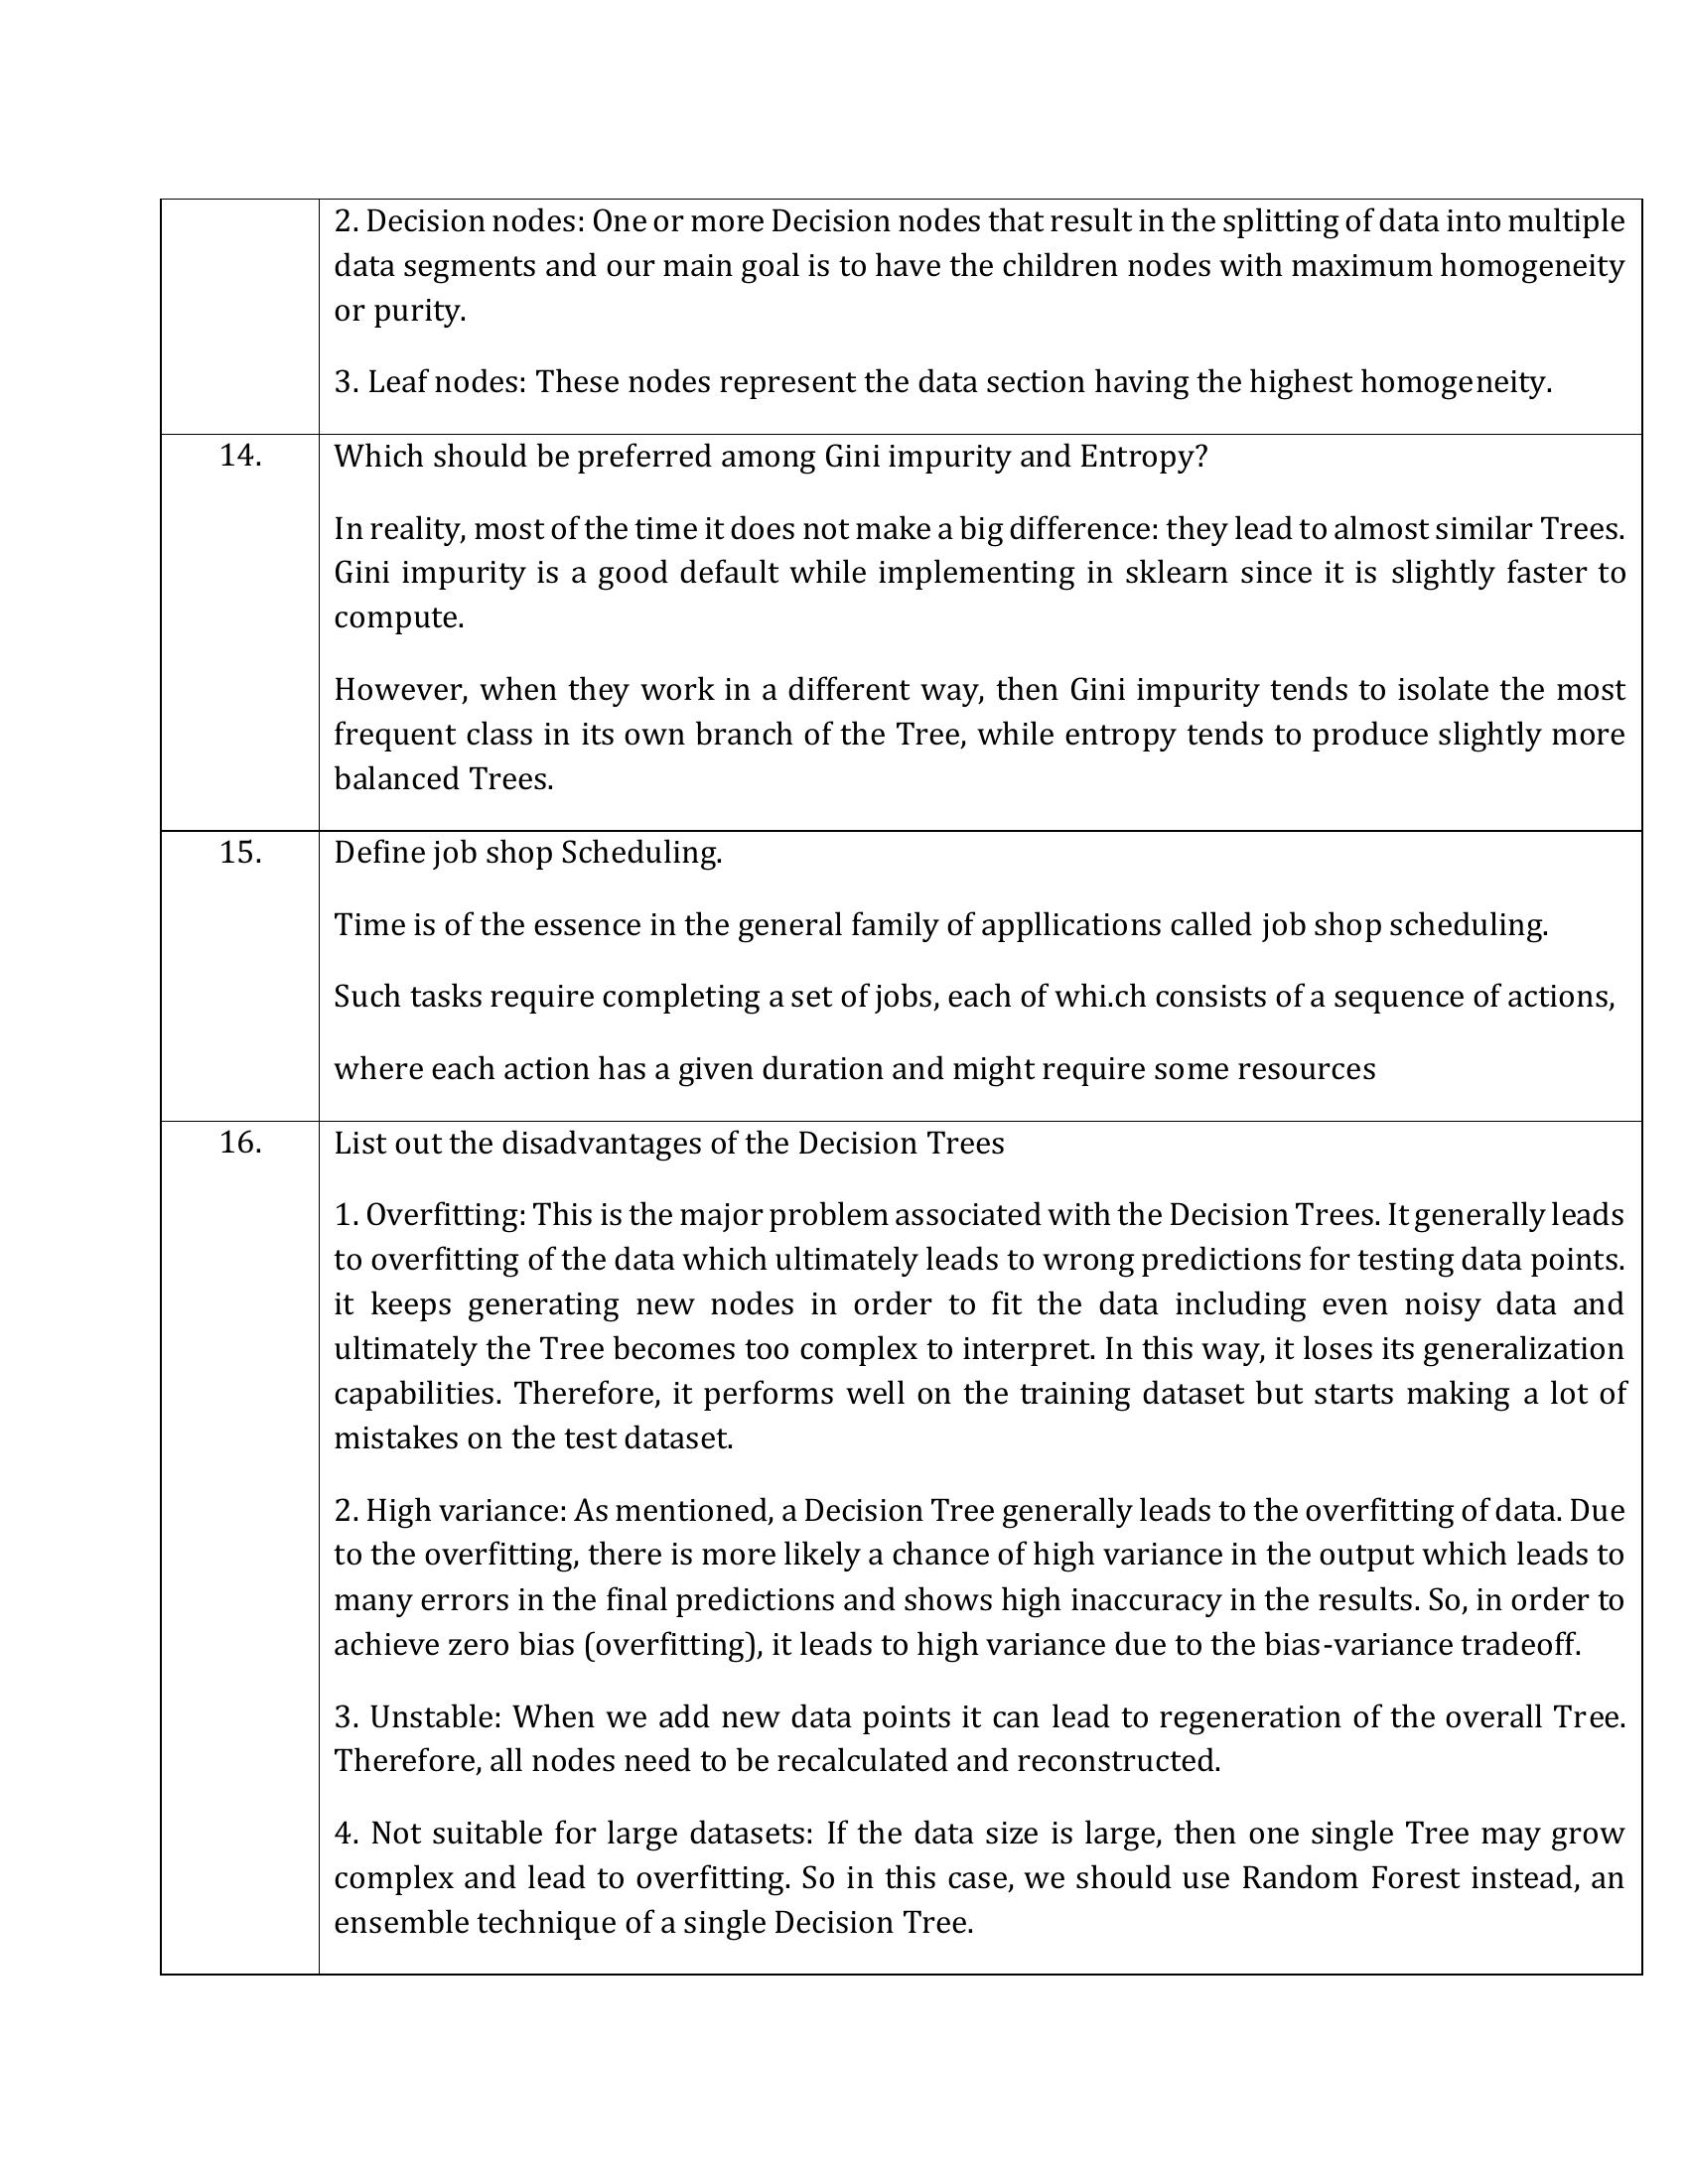 2. Decision nodes: One or more Decision nodes that result in the splitting of data into multiple
data segments and our main goal is to have the children nodes with maximum homogeneity
or purity.
3. Leaf nodes: These nodes represent the data section having the highest homogeneity.
14.
Which should be preferred among Gini impurity and Entropy?
In reality, most of the time it does not make a big difference: they lead to almost similar Trees.
Gini impurity is a good default while implementing in sklearn since it is slightly faster to
compute.
However, when they work in a different way, then Gini impurity tends to isolate the most
frequent class in its own branch of the Tree, while entropy tends to produce slightly more
balanced Trees.
15.
Define job shop Scheduling.
Time is of the essence in the general family of appllications called job shop scheduling.
Such tasks require completing a set of jobs, each of whi.ch consists of a sequence of actions,
where each action has a given duration and might require some resources
16.
List out the disadvantages of the Decision Trees
1. Overfitting: This is the major problem associated with the Decision Trees. It generally leads
to overfitting of the data which ultimately leads to wrong predictions for testing data points.
it keeps generating new nodes in order to fit the data including even noisy data and
ultimately the Tree becomes too complex to interpret. In this way, it loses its generalization
capabilities. Therefore, it performs well on the training dataset but starts making a lot of
mistakes on the test dataset.
2. High variance: As mentioned, a Decision Tree generally leads to the overfitting of data. Due
to the overfitting, there is more likely a chance of high variance in the output which leads to
many errors in the final predictions and shows high inaccuracy in the results. So, in order to
achieve zero bias (overfitting), it leads to high variance due to the bias-variance tradeoff.
3. Unstable: When we add new data points it can lead to regeneration of the overall Tree.
Therefore, all nodes need to be recalculated and reconstructed.
4. Not suitable for large datasets: If the data size is large, then one single Tree may grow
complex and lead to overfitting. So in this case, we should use Random Forest instead, an
ensemble technique of a single Decision Tree.